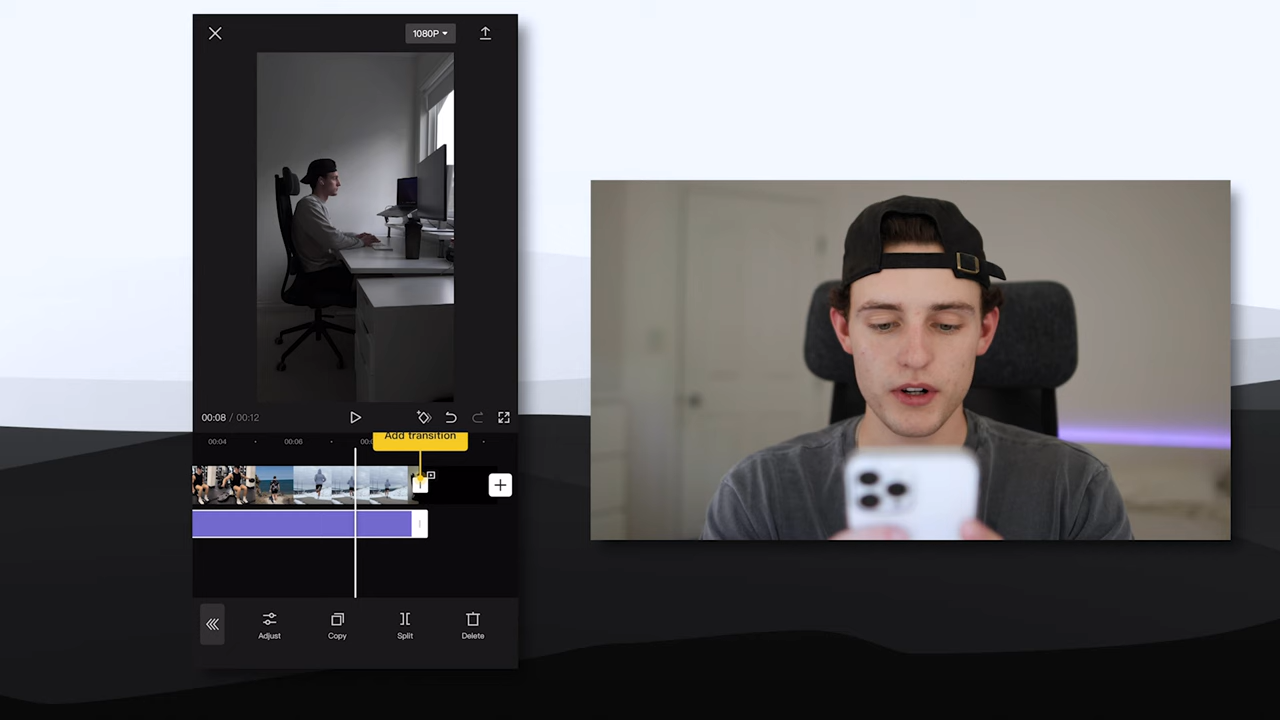 1080P
00:08 / 00:12
00:04
00:06
Add transition
Adjust
Copy
Split
Delete